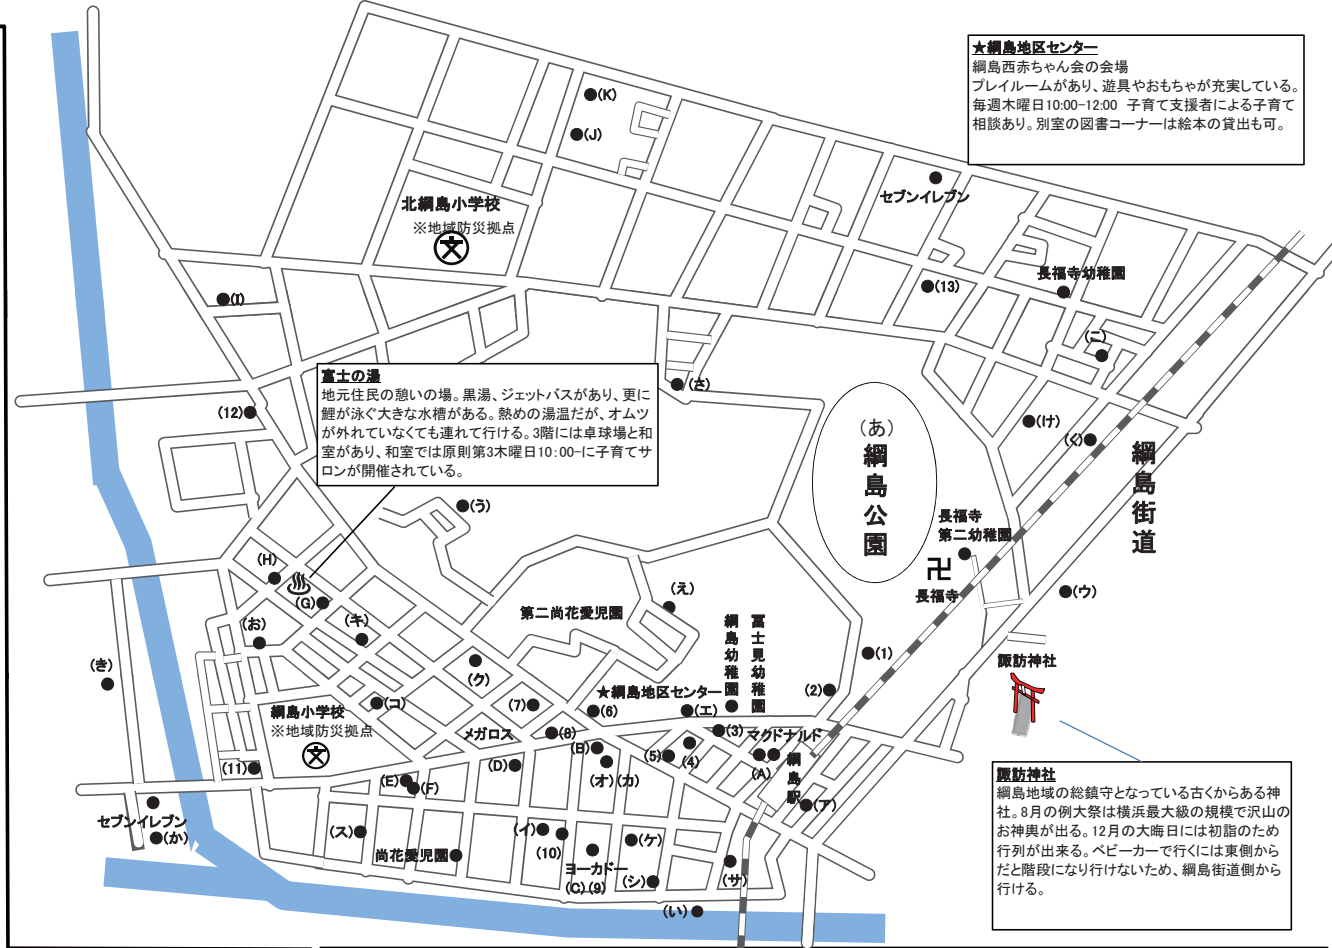 ★綱島地区センター
綱島西赤ちゃん会の会場
プレイルームがあり、遊具やおもちゃが充実している。
毎週木曜日10:00-12:00 子育て支援者による子育て
相談あり。別室の図書コーナーは絵本の貸出も可。
(K)
(J)
セブンイレブン
北綱島小学校
※地域防災拠点
文
長福寺幼稚園
(13)
(I)
(こ)
富士の湯
地元住民の憩いの場。黒湯、ジェットバスがあり、更に
鯉が泳ぐ大きな水槽がある。熱めの湯温だが、オムツ
が外れていなくても連れて行ける。3階には卓球場と和
室があり、和室では原則第3木曜日10:00-に子育てサ
ロンが開催されている。
(さ)
(12)
(け)
(く)
(あ)
綱島公園
綱島街道
(う)
長福寺
第二幼稚園
卍
長福寺
(H)
(G)
(ウ)
(え)
第二尚花愛児園
(お)
(キ)
綱島幼稚園
冨士見幼稚園
(1)
(き)
(ク)
諏訪神社
★綱島地区センター
(2)
(コ)
(7)
(6)
(エ)
綱島小学校
※地域防災拠点
文
メガロス
(8)
(3)
マクドナルド
(B)
(5)
(4)
(A)
綱島駅
(11)
(D)
(オ)(カ)
(E)
(F)
(ア)
諏訪神社
綱島地域の総鎮守となっている古くからある神
社。8月の例大祭は横浜最大級の規模で沢山の
お神輿が出る。12月の大晦日には初詣のため
行列が出来る。ベビーカーで行くには東側から
だと階段になり行けないため、綱島街道側から
行ける。
セブンイレブン
(か)
(ス)
(イ)
(10)
(ケ)
尚花愛児園
ヨーカドー
(C)(9)
(シ)
(サ)
(い)